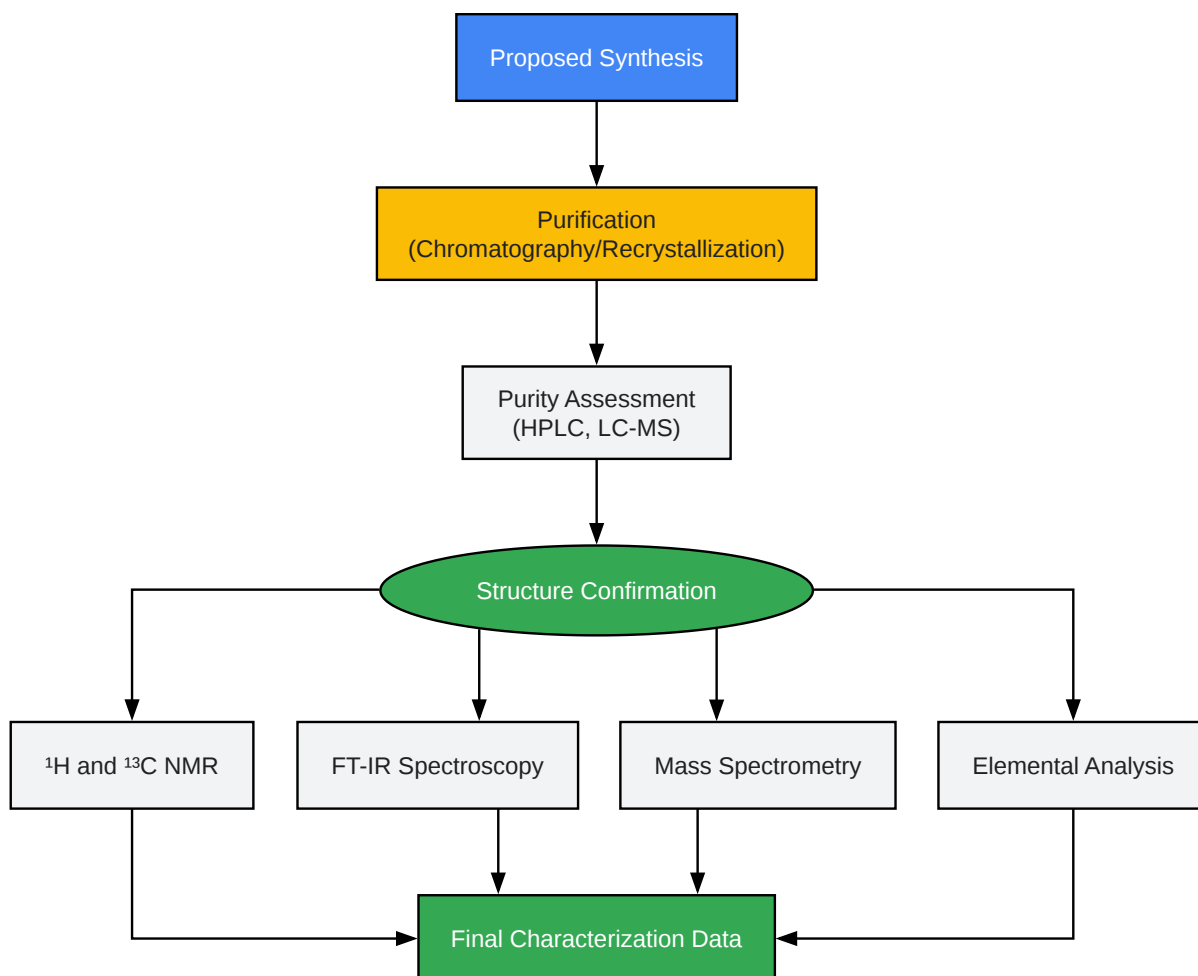 Proposed Synthesis
Purification
(Chromatography/Recrystallization)
Purity Assessment
(HPLC, LC-MS)
Structure Confirmation
¹H and ¹³C NMR
FT-IR Spectroscopy
Mass Spectrometry
Elemental Analysis
Final Characterization Data